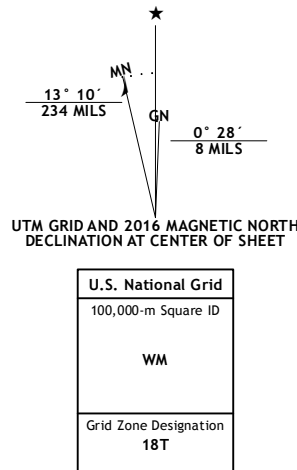 MN
GN
13° 10´
234 MILS
0° 28´
8 MILS
UTM GRID AND 2016 MAGNETIC NORTH
DECLINATION AT CENTER OF SHEET
U.S. National Grid
100,000-m Square ID
WM
Grid Zone Designation
18T